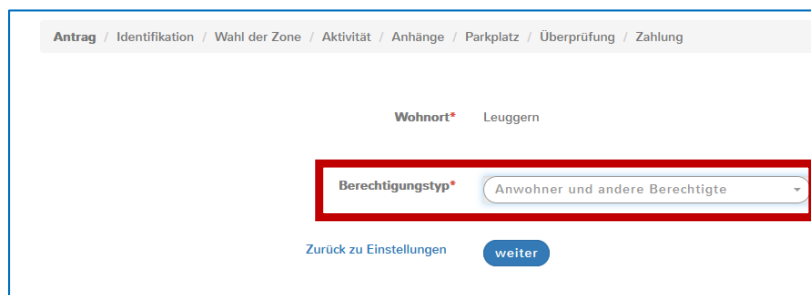 Antrag / Identifikation / Wahl der Zone / Aktivität / Anhänge / Parkplatz / Überprüfung / Zahlung
Wohnort* Leuggern
Berechtigungstyp* Anwohner und andere Berechtigte
Zurück zu Einstellungen weiter